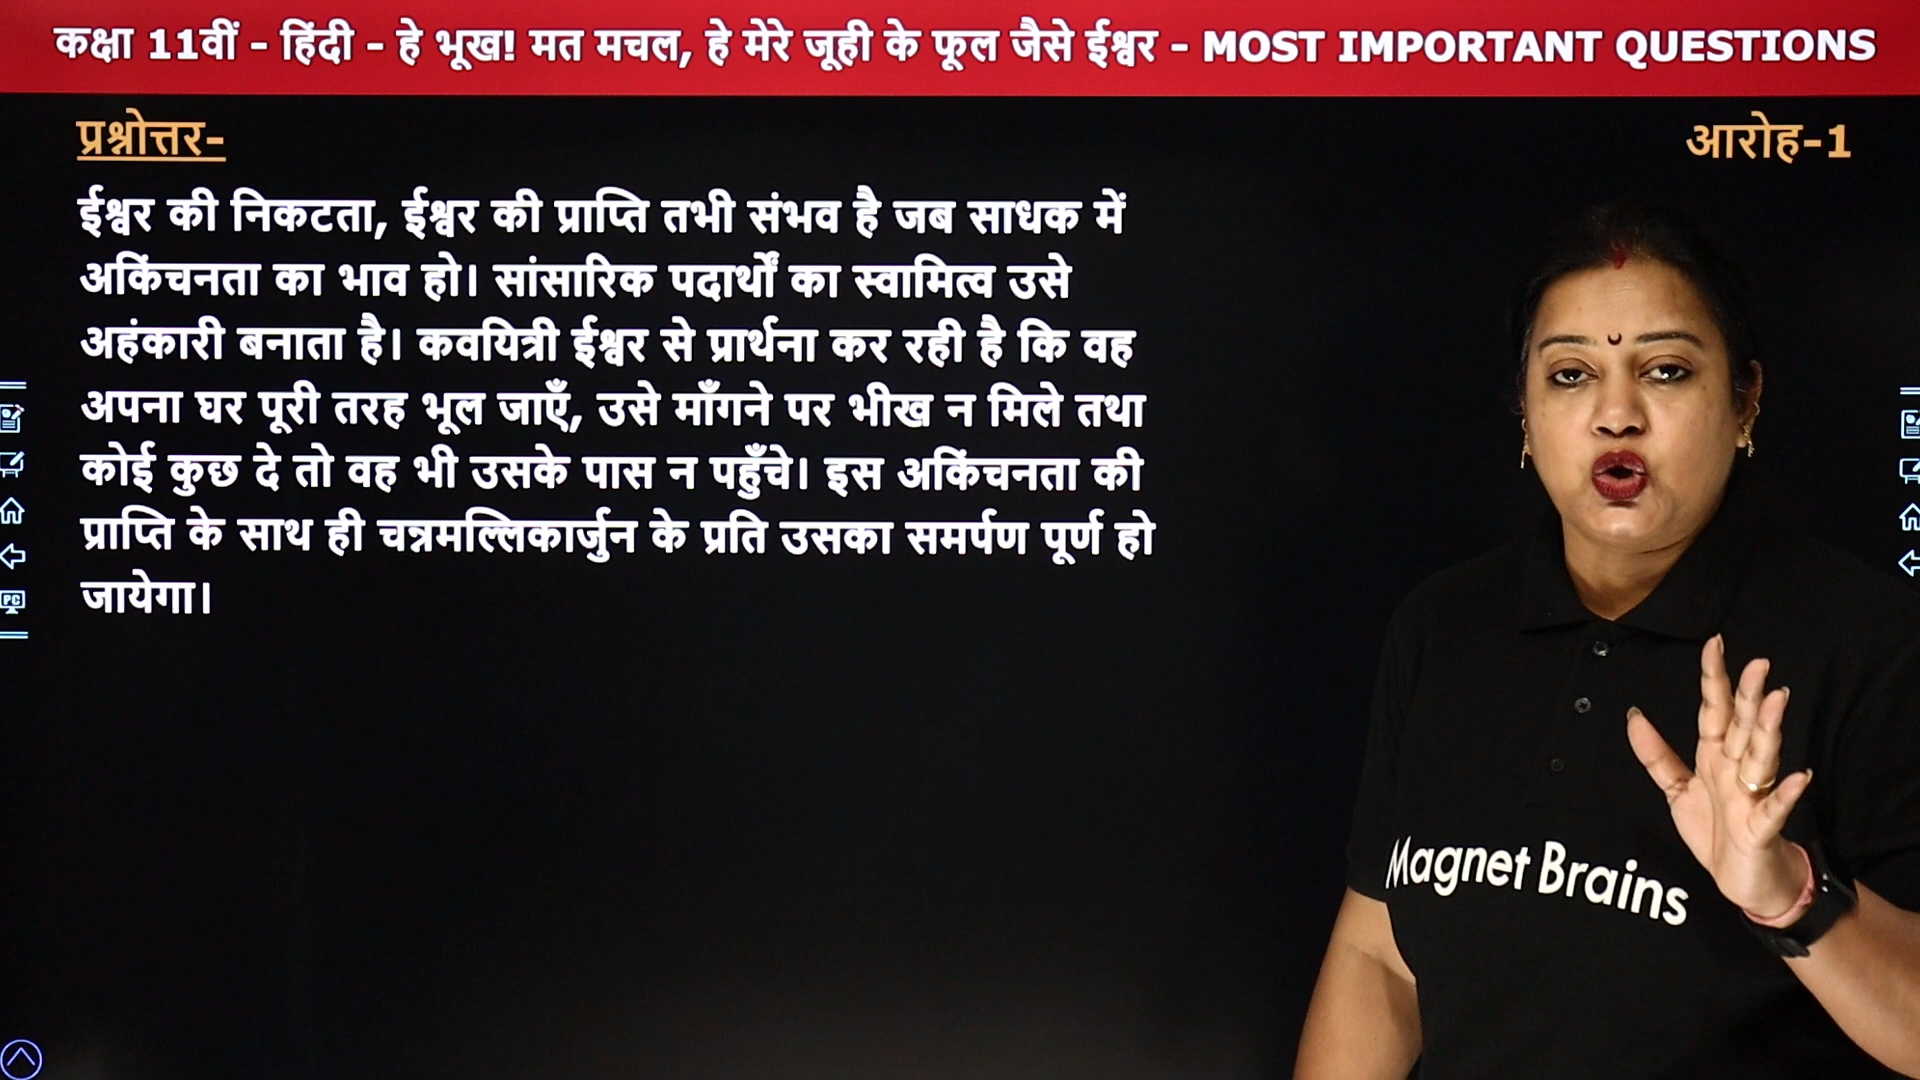 कक्षा 11वीं - हिंदी - हे भूख! मत मचल, हे मेरे जूही के फूल जैसे ईश्वर - MOST IMPORTANT QUESTIONS
प्रश्नोत्तर-
आरोह-1
ईश्वर की निकटता, ईश्वर की प्राप्ति तभी संभव है जब साधक में
अकिंचनता का भाव हो। सांसारिक पदार्थों का स्वामित्व उसे
अहंकारी बनाता है। कवयित्री ईश्वर से प्रार्थना कर रही है कि वह
अपना घर पूरी तरह भूल जाएँ, उसे माँगने पर भीख न मिले तथा
कोई कुछ दे तो वह भी उसके पास न पहुँचे। इस अकिंचनता की
प्राप्ति के साथ ही चन्नमल्लिकार्जुन के प्रति उसका समर्पण पूर्ण हो
जायेगा।
PC
Magnet Brains